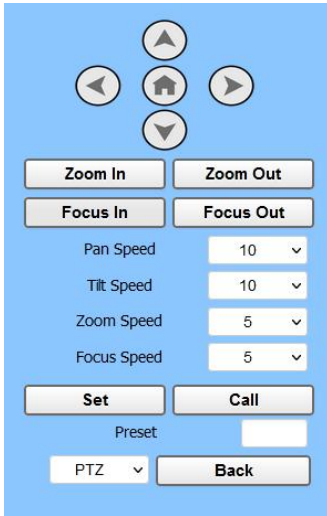 Zoom In Zoom Out
Focus In Focus Out
Pan Speed 10
Tilt Speed 10
Zoom Speed 5
Focus Speed 5
Set Call
Preset
PTZ Back